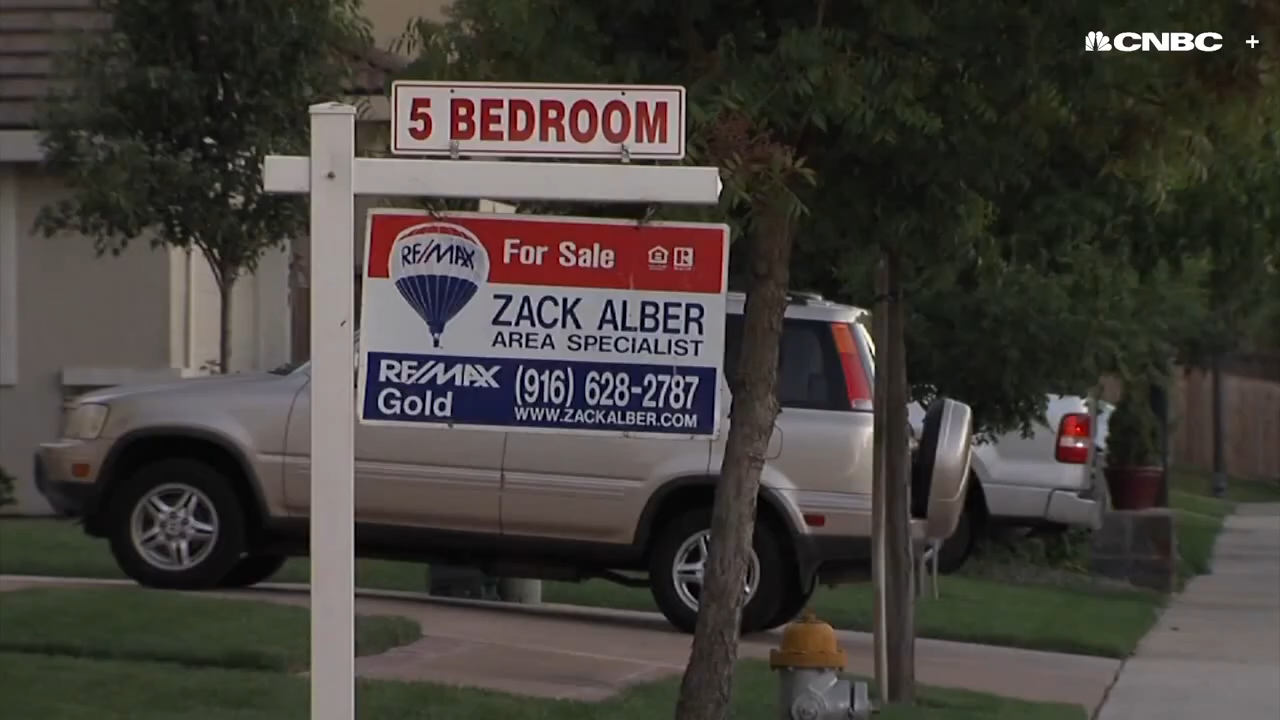 CNBC +
5 BEDROOM
RE/MAX
For Sale
ZACK ALBER
AREA SPECIALIST
RE/MAX
Gold
(916) 628-2787
WWW.ZACKALBER.COM